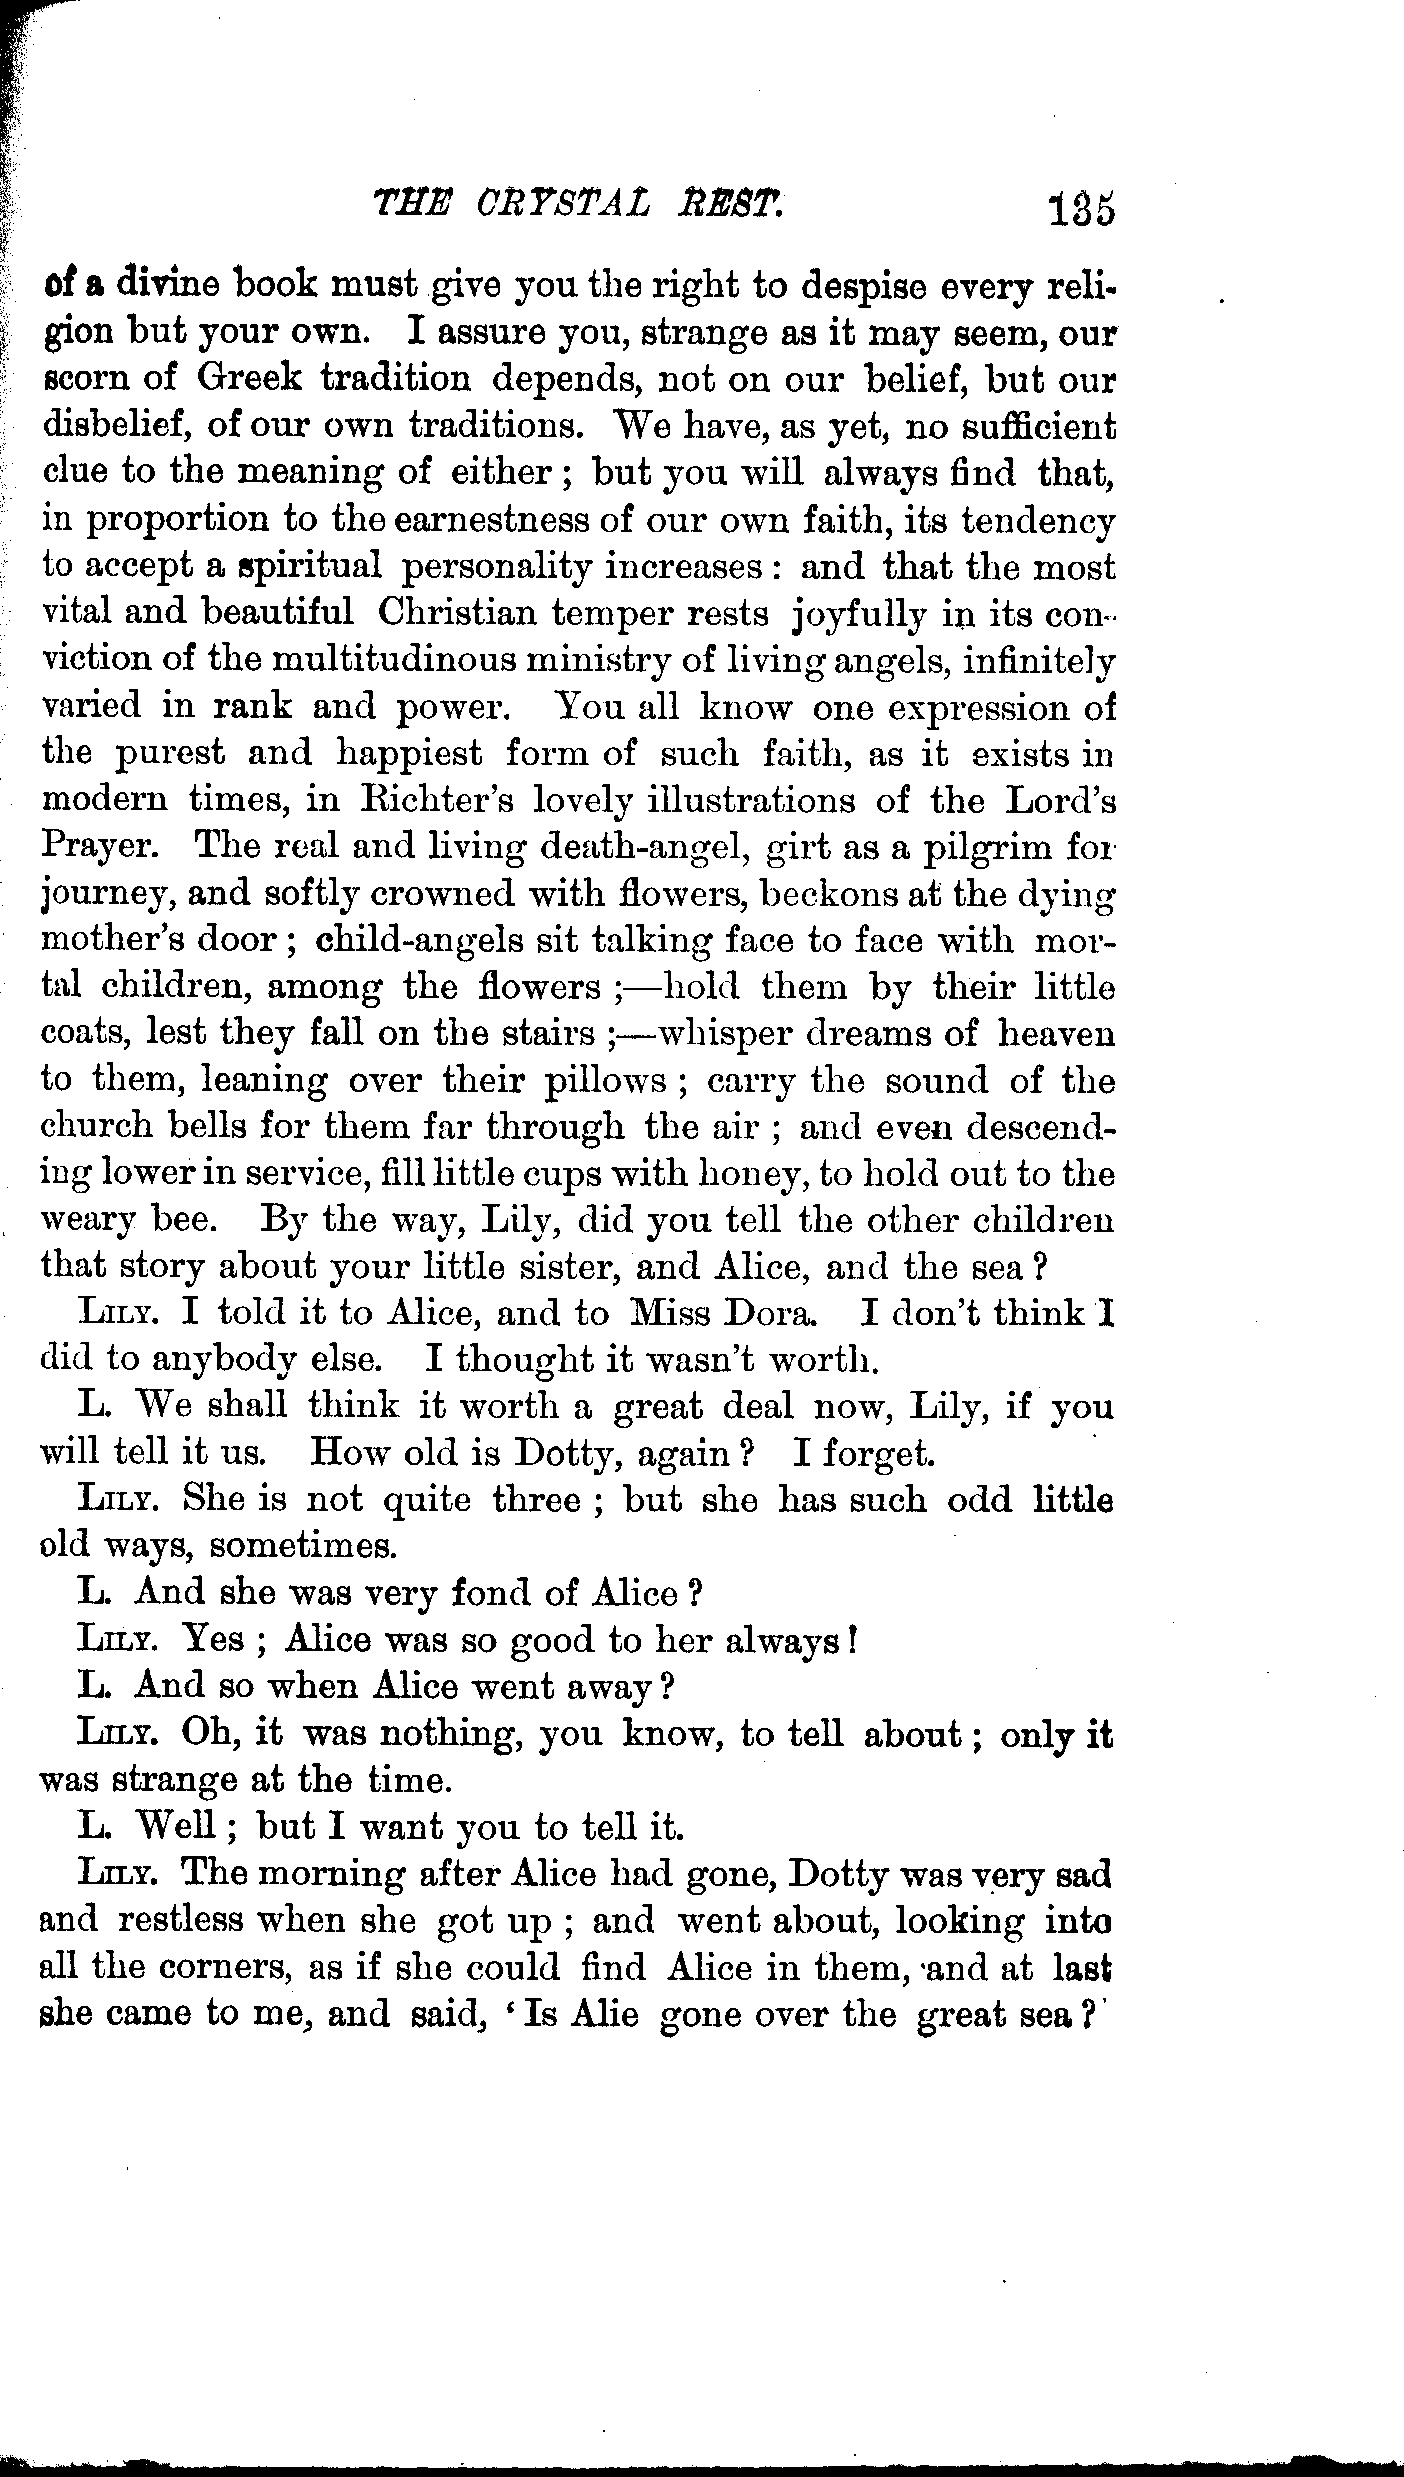 THE CRYSTAL REST. 135
of a divine book must give you the right to despise every reli-
gion but your own. I assure you, strange as it may seem, our
scorn of Greek tradition depends, not on our belief, but our
disbelief, of our own traditions. We have, as yet, no sufficient
clue to the meaning of either ; but you will always find that,
in proportion to the earnestness of our own faith, its tendency
to accept a spiritual personality increases : and that the most
vital and beautiful Christian temper rests joyfully in its con-
viction of the multitudinous ministry of living angels, infinitely
varied in rank and power. You all know one expression of
the purest and happiest form of such faith, as it exists in
modern times, in Richter's lovely illustrations of the Lord's
Prayer. The real and living death-angel, girt as a pilgrim for
journey, and softly crowned with flowers, beckons at the dying
mother's door ; child-angels sit talking face to face with mor-
tal children, among the flowers ;—hold them by their little
coats, lest they fall on the stairs ;—whisper dreams of heaven
to them, leaning over their pillows ; carry the sound of the
church bells for them far through the air ; and even descend-
ing lower in service, fill little cups with honey, to hold out to the
weary bee. By the way, Lily, did you tell the other children
that story about your little sister, and Alice, and the sea ?
LILY. I told it to Alice, and to Miss Dora. I don't think I
did to anybody else. I thought it wasn't worth.
L. We shall think it worth a great deal now, Lily, if you
will tell it us. How old is Dotty, again ? I forget.
LILY. She is not quite three ; but she has such odd little
old ways, sometimes.
L. And she was very fond of Alice ?
LILY. Yes ; Alice was so good to her always !
L. And so when Alice went away ?
LILY. Oh, it was nothing, you know, to tell about ; only it
was strange at the time.
L. Well ; but I want you to tell it.
LILY. The morning after Alice had gone, Dotty was very sad
and restless when she got up ; and went about, looking into
all the corners, as if she could find Alice in them, and at last
she came to me, and said, ‘ Is Alie gone over the great sea ?'